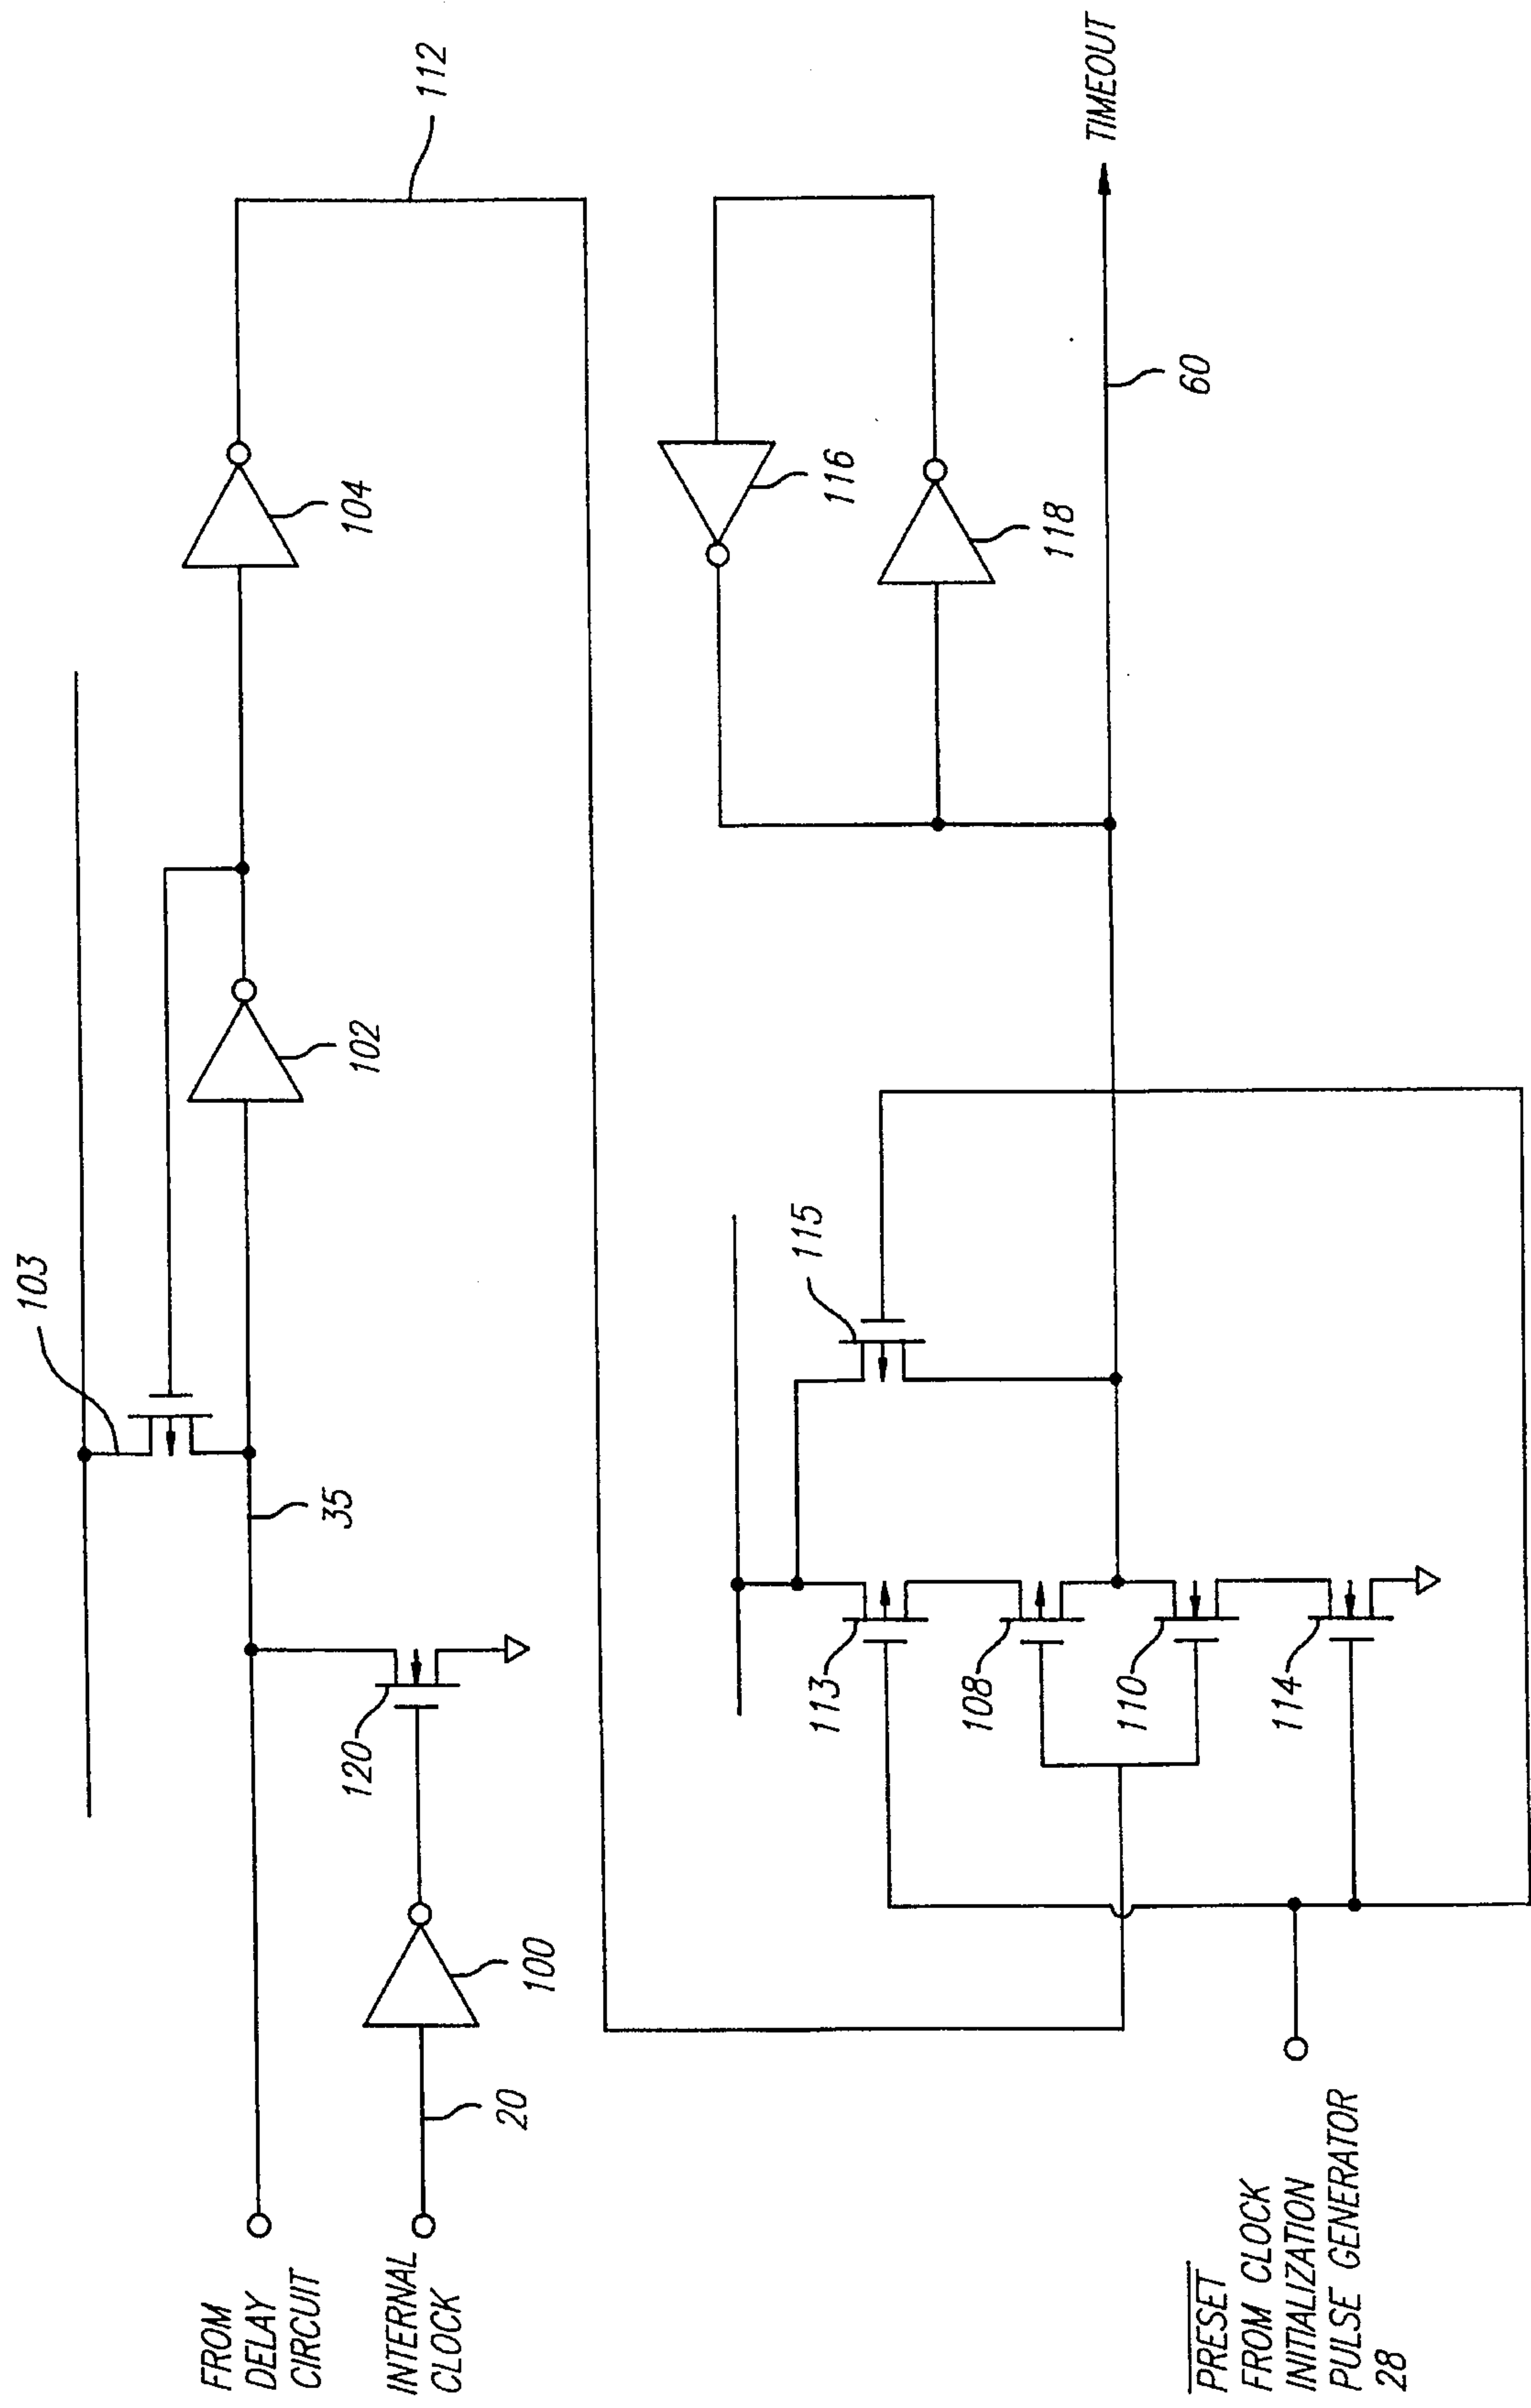 FROM
DELAY
CIRCUIT
INTERNAL
CLOCK
20
100
120
35
103
102
104
112
113
108
110
114
115
116
118
60
TIMEOUT
PRESET
FROM CLOCK
INITIALIZATION
PULSE GENERATOR
28